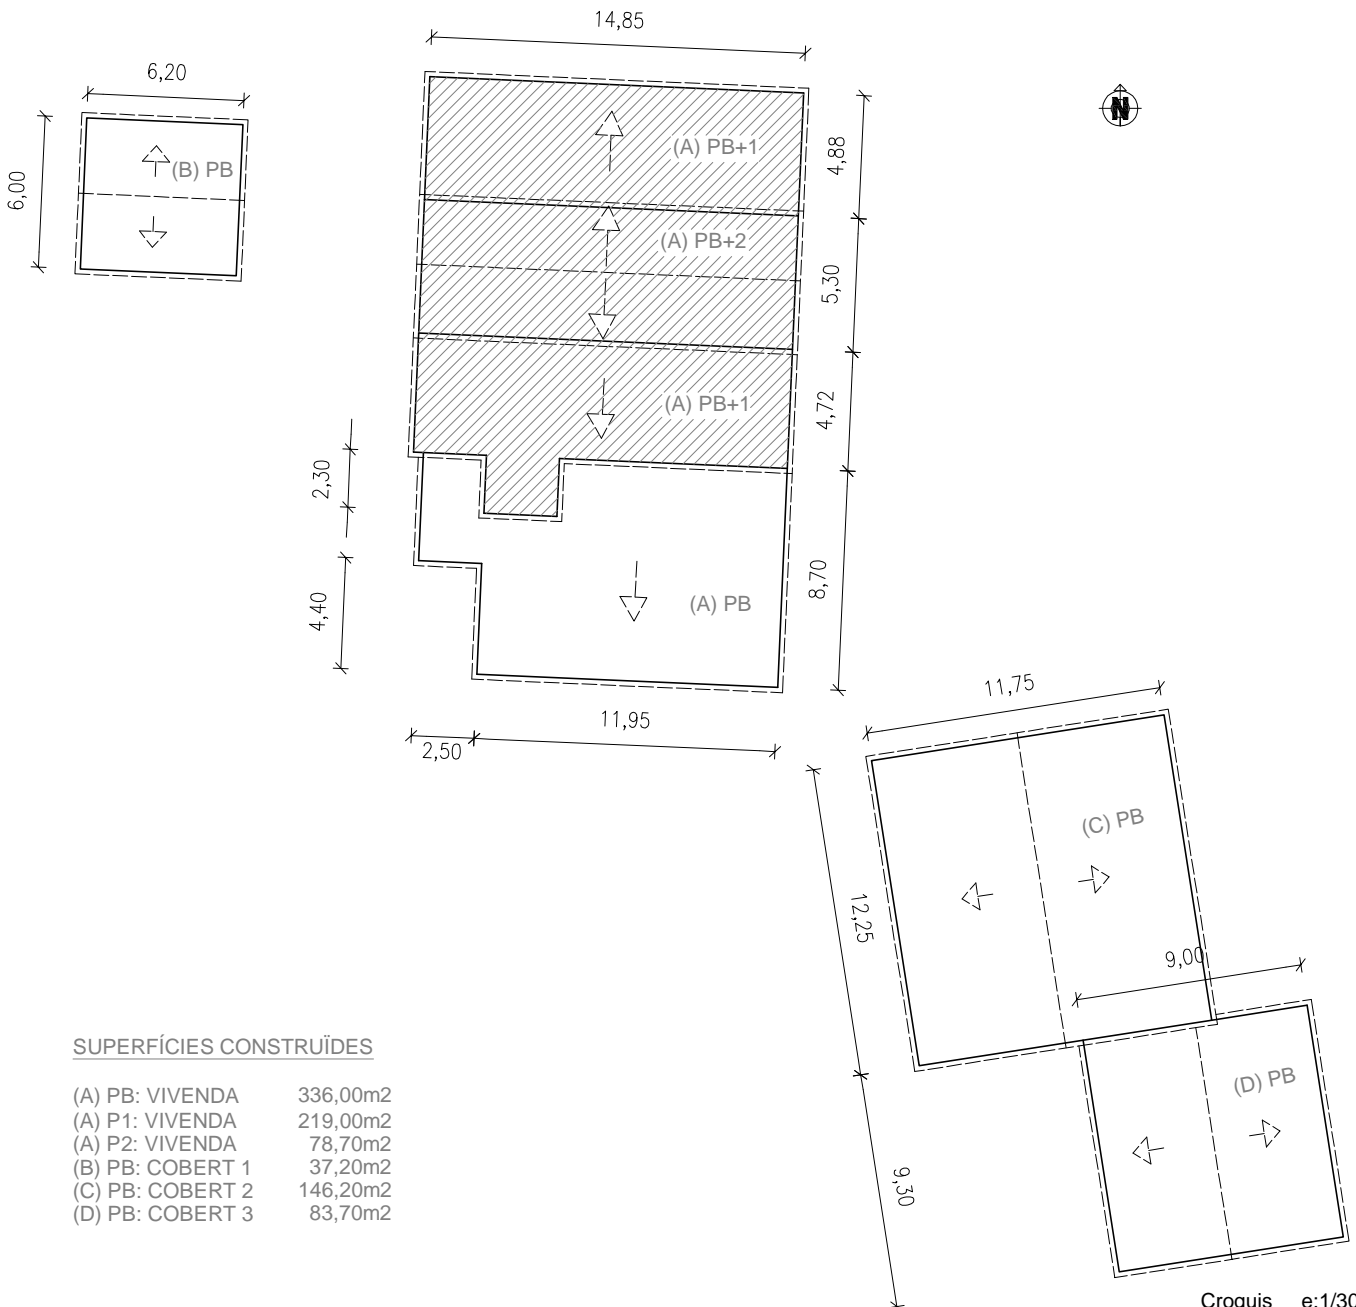 14,85
6,20
N
(A) PB+1
4,88
(B) PB
6,00
(A) PB+2
5,30
(A) PB+1
4,72
2,30
8,70
4,40
(A) PB
11,75
11,95
2,50
(C) PB
12,25
9,00
(D) PB
9,30
SUPERFÍCIES CONSTRUÏDES
(A) PB: VIVENDA 336,00m2
(A) P1: VIVENDA 219,00m2
(A) P2: VIVENDA 78,70m2
(B) PB: COBERT 1 37,20m2
(C) PB: COBERT 2 146,20m2
(D) PB: COBERT 3 83,70m2
Croquis e:1/30